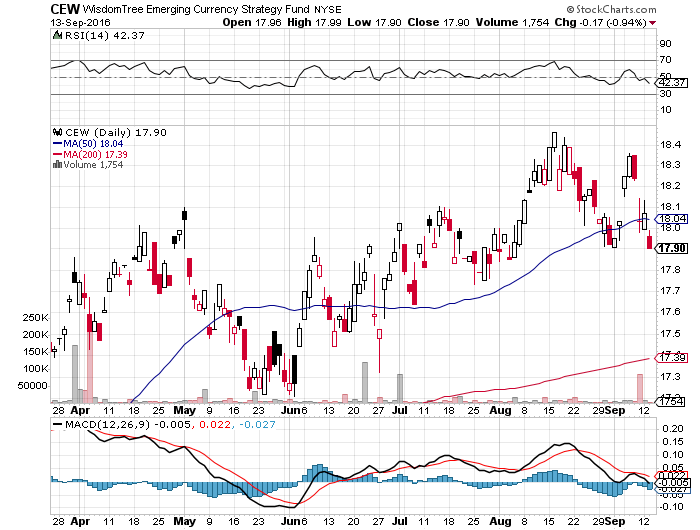 CEW WisdomTree Emerging Currency Strategy Fund NYSE
© StockCharts.com
13-Sep-2016
Open 17.96 High 17.99 Low 17.90 Close 17.90 Volume 1,754 Chg -0.17 (-0.94%)
RSI(14) 42.37
90
70
50
42.37
30
10
CEW (Daily) 17.90
MA(50) 18.04
MA(200) 17.39
Volume 1,754
18.4
18.3
18.2
18.1
18.04
18.0
17.90
17.8
17.7
17.6
17.5
17.39
17.3
17.2
1754
250K
200K
150K
100K
50000
28 Apr 11 18 25 May 9 16 23 Jun 6 13 20 27 Jul 11 18 25 Aug 8 15 22 29 Sep 12
MACD(12,26,9) -0.005, 0.022, -0.027
0.20
0.15
0.10
0.05
0.022
-0.005
-0.027
-0.05
-0.10
28 Apr 11 18 25 May 9 16 23 Jun 6 13 20 27 Jul 11 18 25 Aug 8 15 22 29 Sep 12